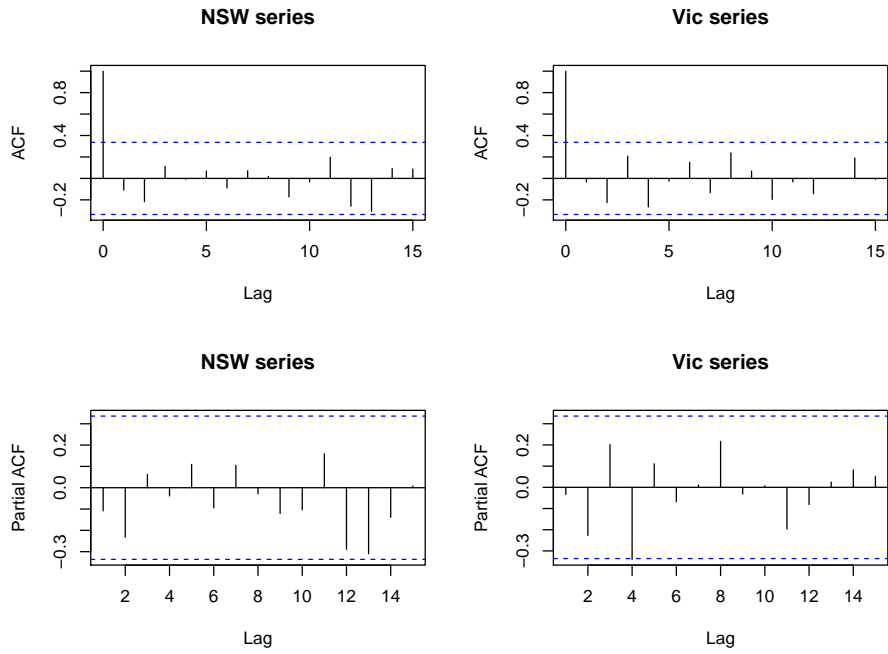 NSW series
ACF
0.8
0.4
−0.2
0
5
10
15
Lag
Vic series
ACF
0.8
0.4
−0.2
0
5
10
15
Lag
NSW series
Partial ACF
0.2
0.0
−0.3
2
4
6
8
10
12
14
Lag
Vic series
Partial ACF
0.2
0.0
−0.3
2
4
6
8
10
12
14
Lag